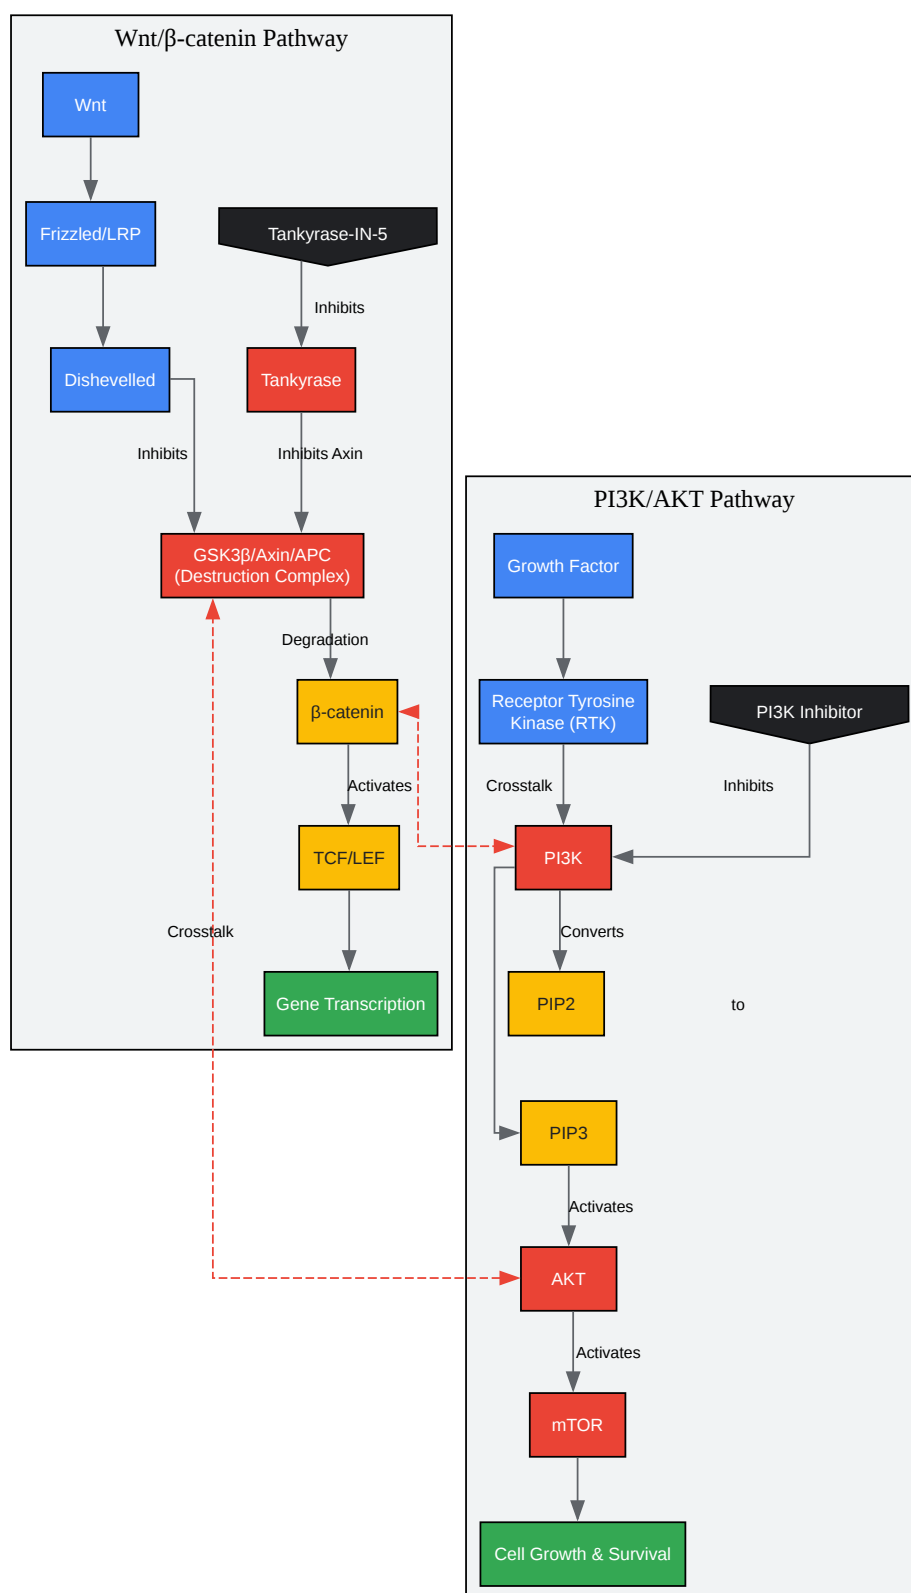 Wnt/β-catenin Pathway
Wnt
Frizzled/LRP
Tankyrase-IN-5
Inhibits
Dishevelled
Tankyrase
Inhibits
Inhibits Axin
GSK3β/Axin/APC
(Destruction Complex)
Degradation
β-catenin
Activates
TCF/LEF
Crosstalk
Gene Transcription
PI3K/AKT Pathway
Growth Factor
Receptor Tyrosine
Kinase (RTK)
PI3K Inhibitor
Crosstalk
Inhibits
PI3K
Converts
PIP2
to
PIP3
Activates
AKT
Activates
mTOR
Cell Growth & Survival